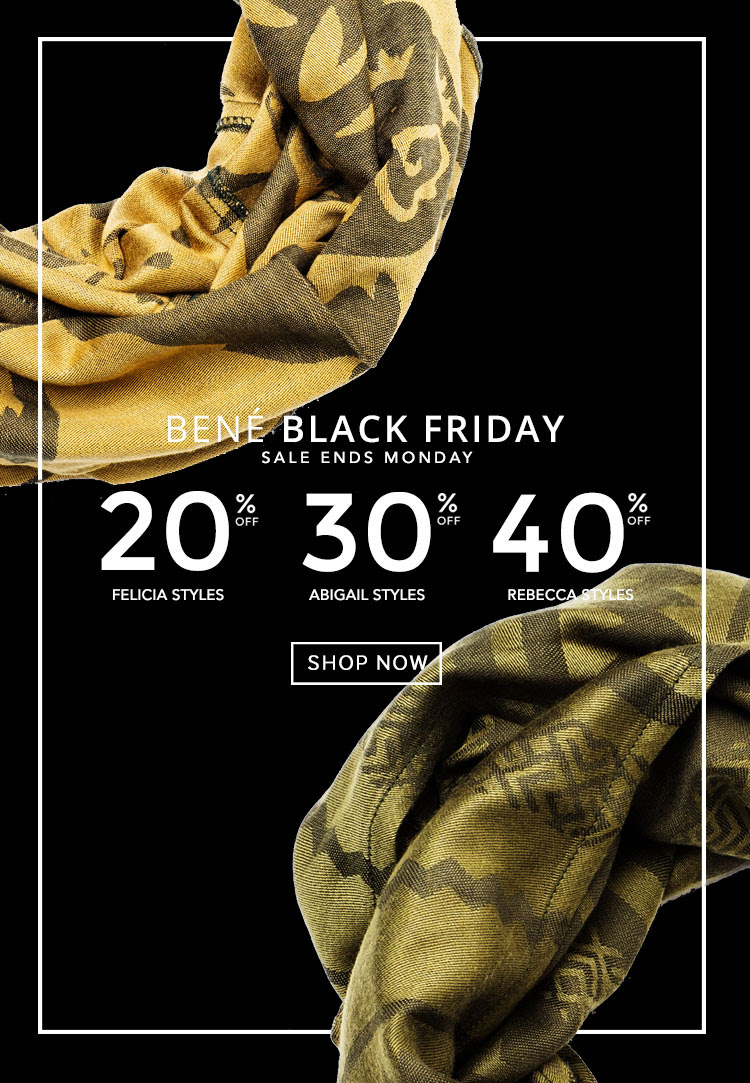 BENÉ BLACK FRIDAY
SALE ENDS MONDAY
20% OFF 30% OFF 40% OFF
FELICIA STYLES ABIGAIL STYLES REBECCA STYLES
SHOP NOW